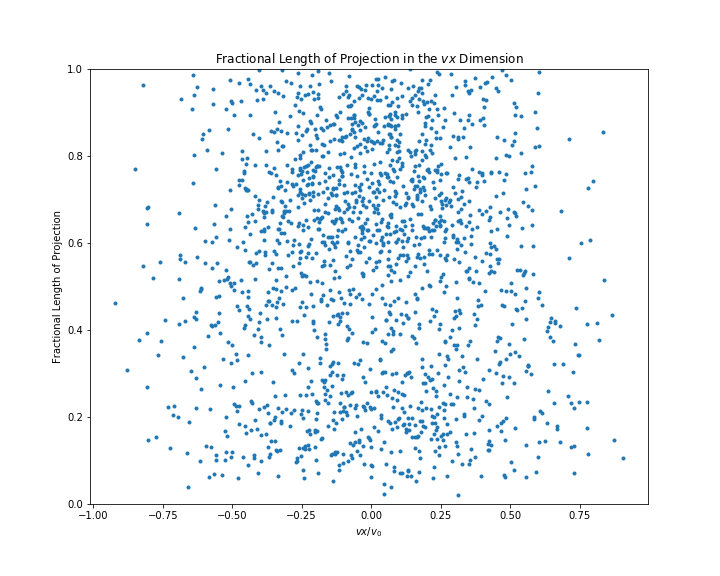 Fractional Length of Projection in the vx Dimension
1.0
0.8
0.6
0.4
0.2
0.0
Fractional Length of Projection
−1.00 −0.75 −0.50 −0.25 0.00 0.25 0.50 0.75
vx/v₀